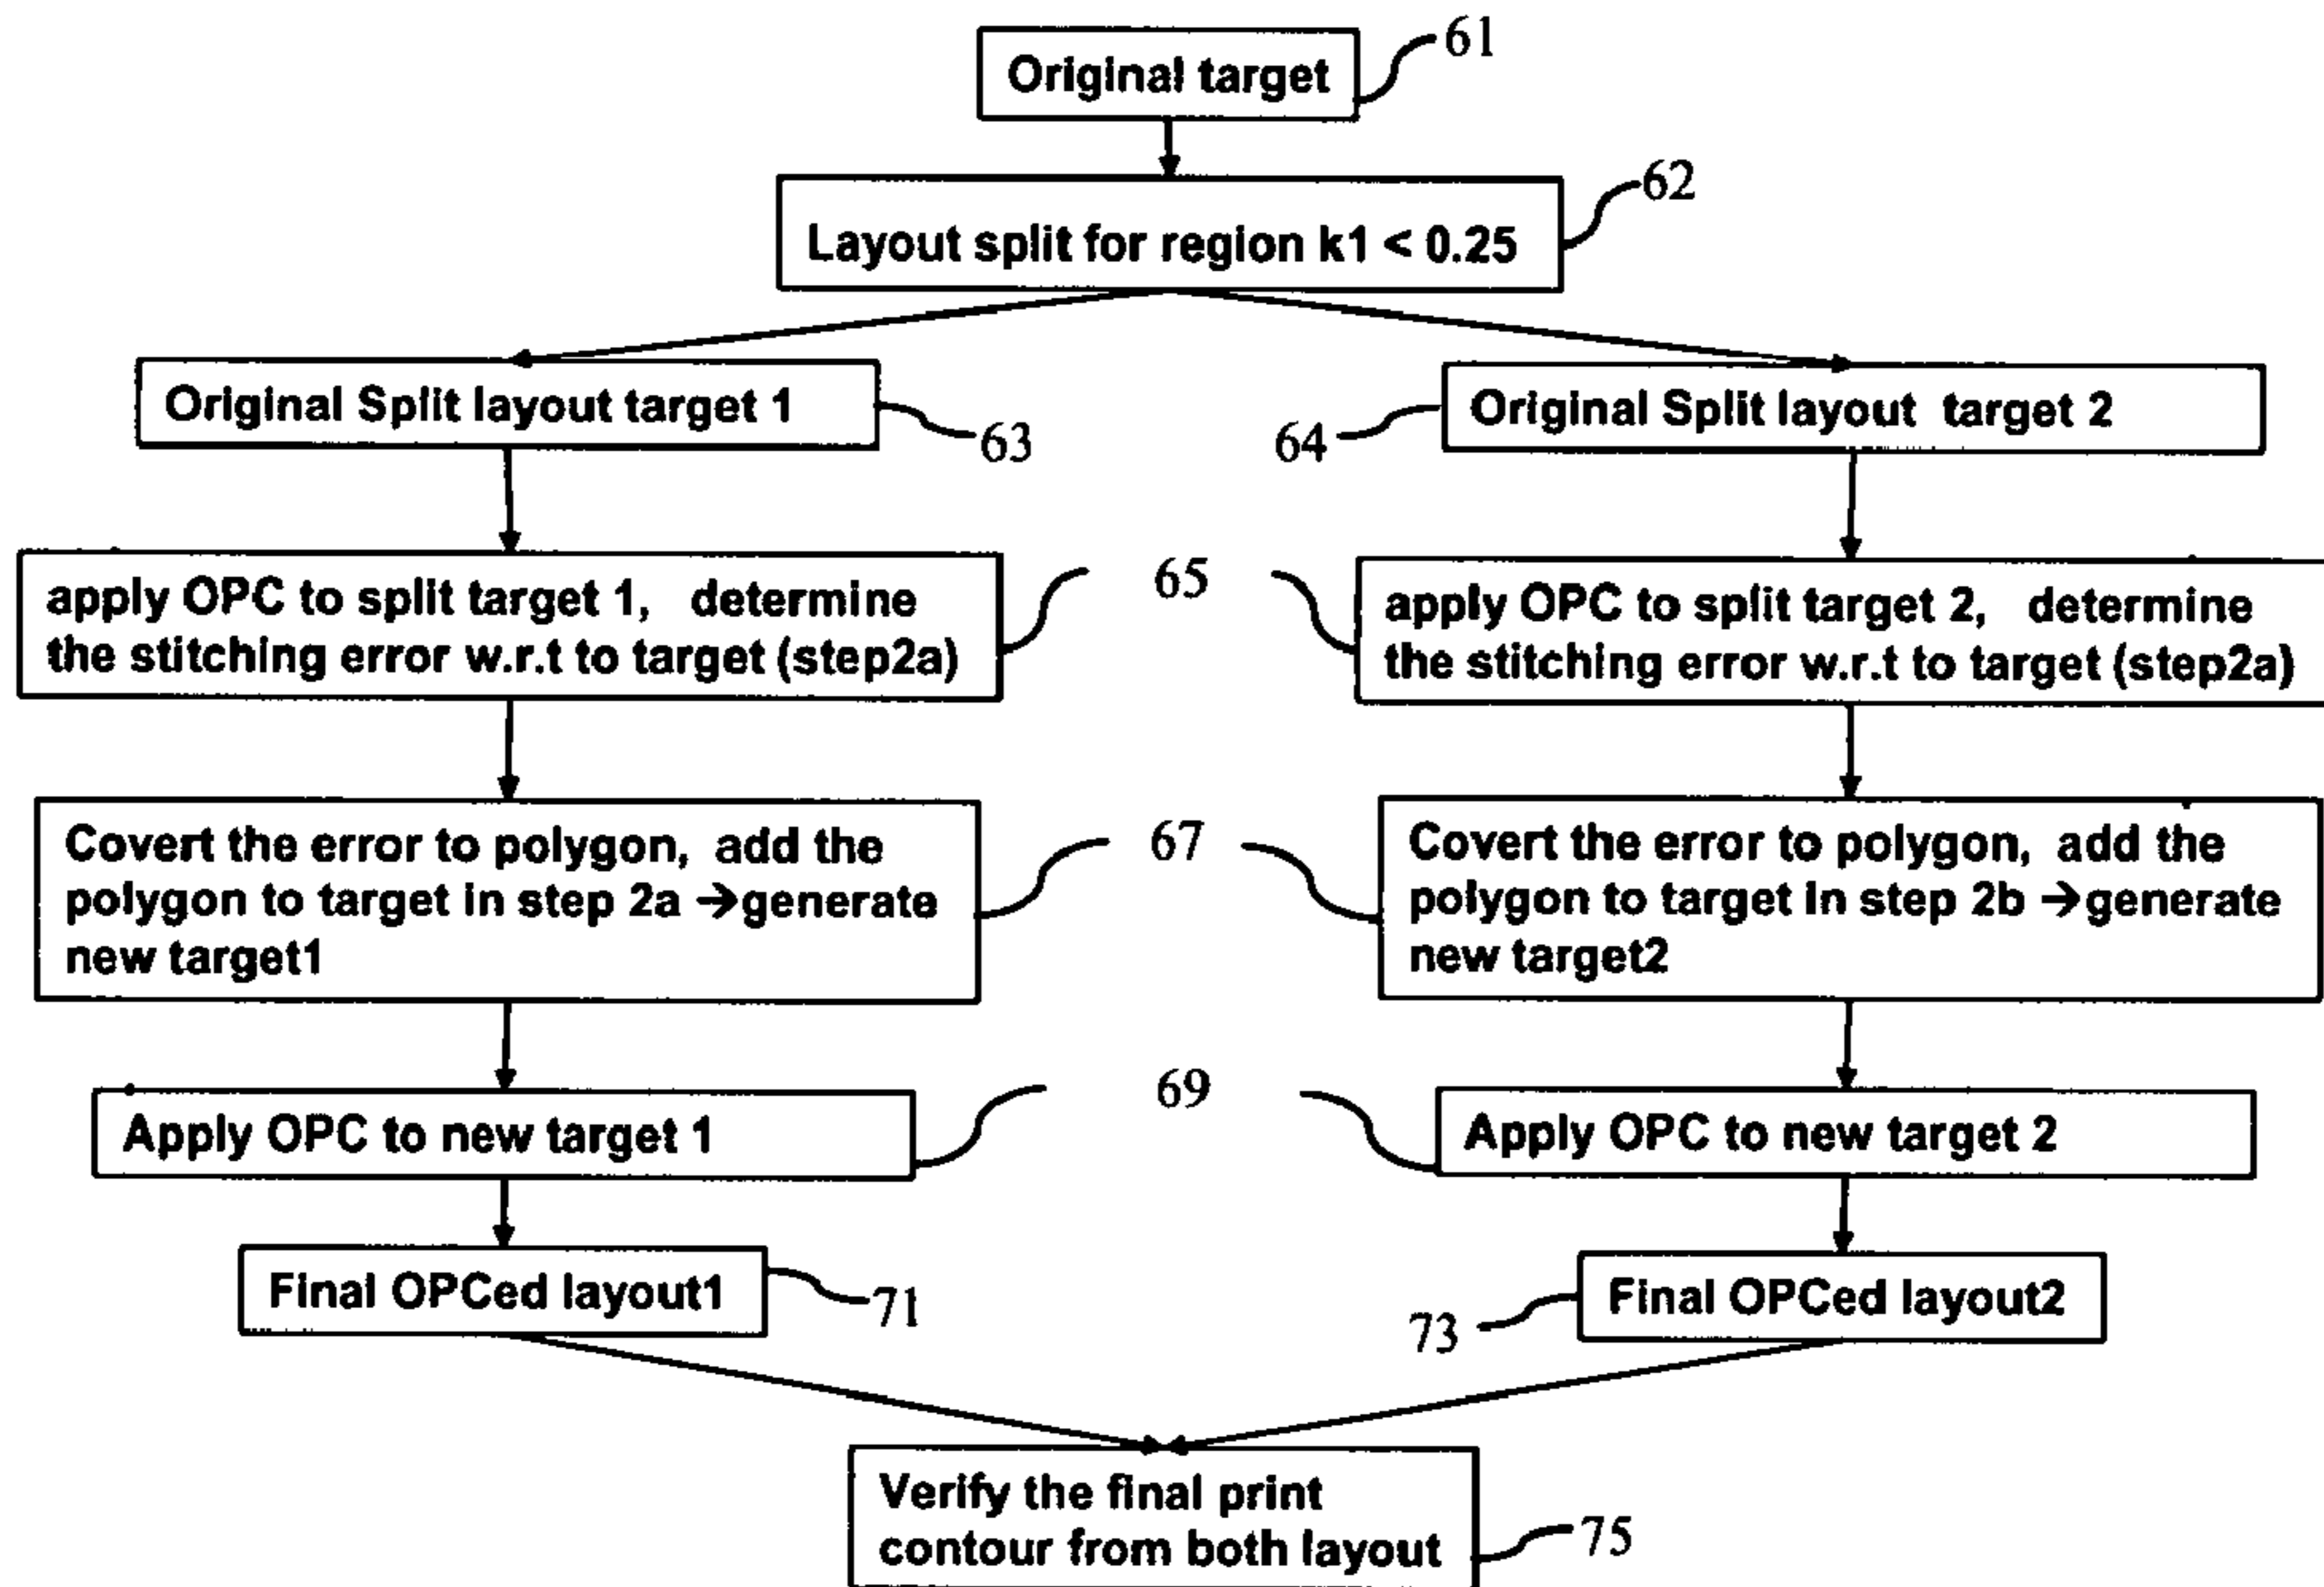 Original target
61
Layout split for region k1 < 0.25
62
Original Split layout target 1
63
64
Original Split layout target 2
apply OPC to split target 1, determine
the stitching error w.r.t to target (step2a)
65
apply OPC to split target 2, determine
the stitching error w.r.t to target (step2a)
Covert the error to polygon, add the
polygon to target in step 2a →generate
new target1
67
Covert the error to polygon, add the
polygon to target in step 2b →generate
new target2
Apply OPC to new target 1
69
Apply OPC to new target 2
Final OPCed layout1
71
73
Final OPCed layout2
Verify the final print
contour from both layout
75